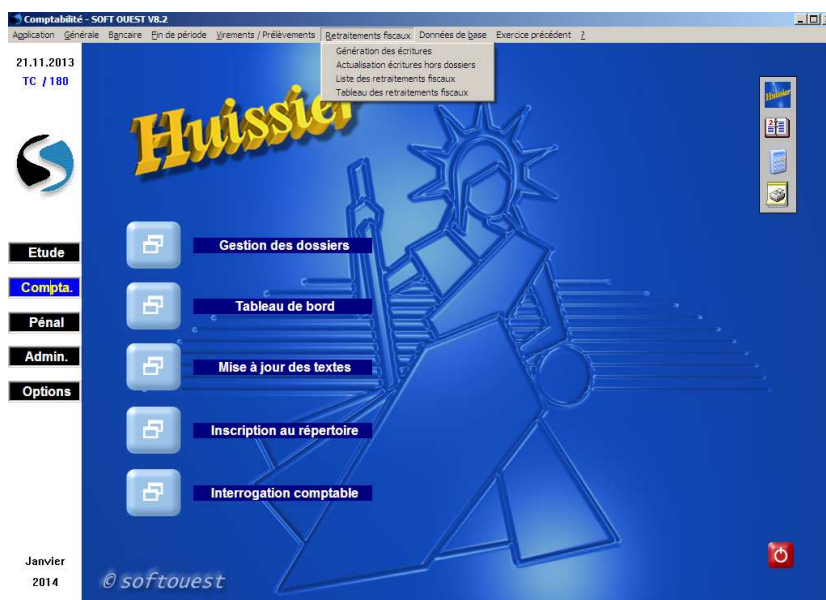 Comptabilité - SOFT OUEST V8.2
Application Générale Bancaire Fin de période Virements / Prélèvements Retraitements fiscaux Données de base Exercice précédent ?
Génération des écritures
Actualisation écritures hors dossiers
Liste des retraitements fiscaux
Tableau des retraitements fiscaux
21.11.2013
TC / 180
Huissier
Huissier
Gestion des dossiers
Etude
Compta.
Tableau de bord
Pénal
Admin.
Mise à jour des textes
Options
Inscription au répertoire
Interrogation comptable
Janvier
2014
© softouest